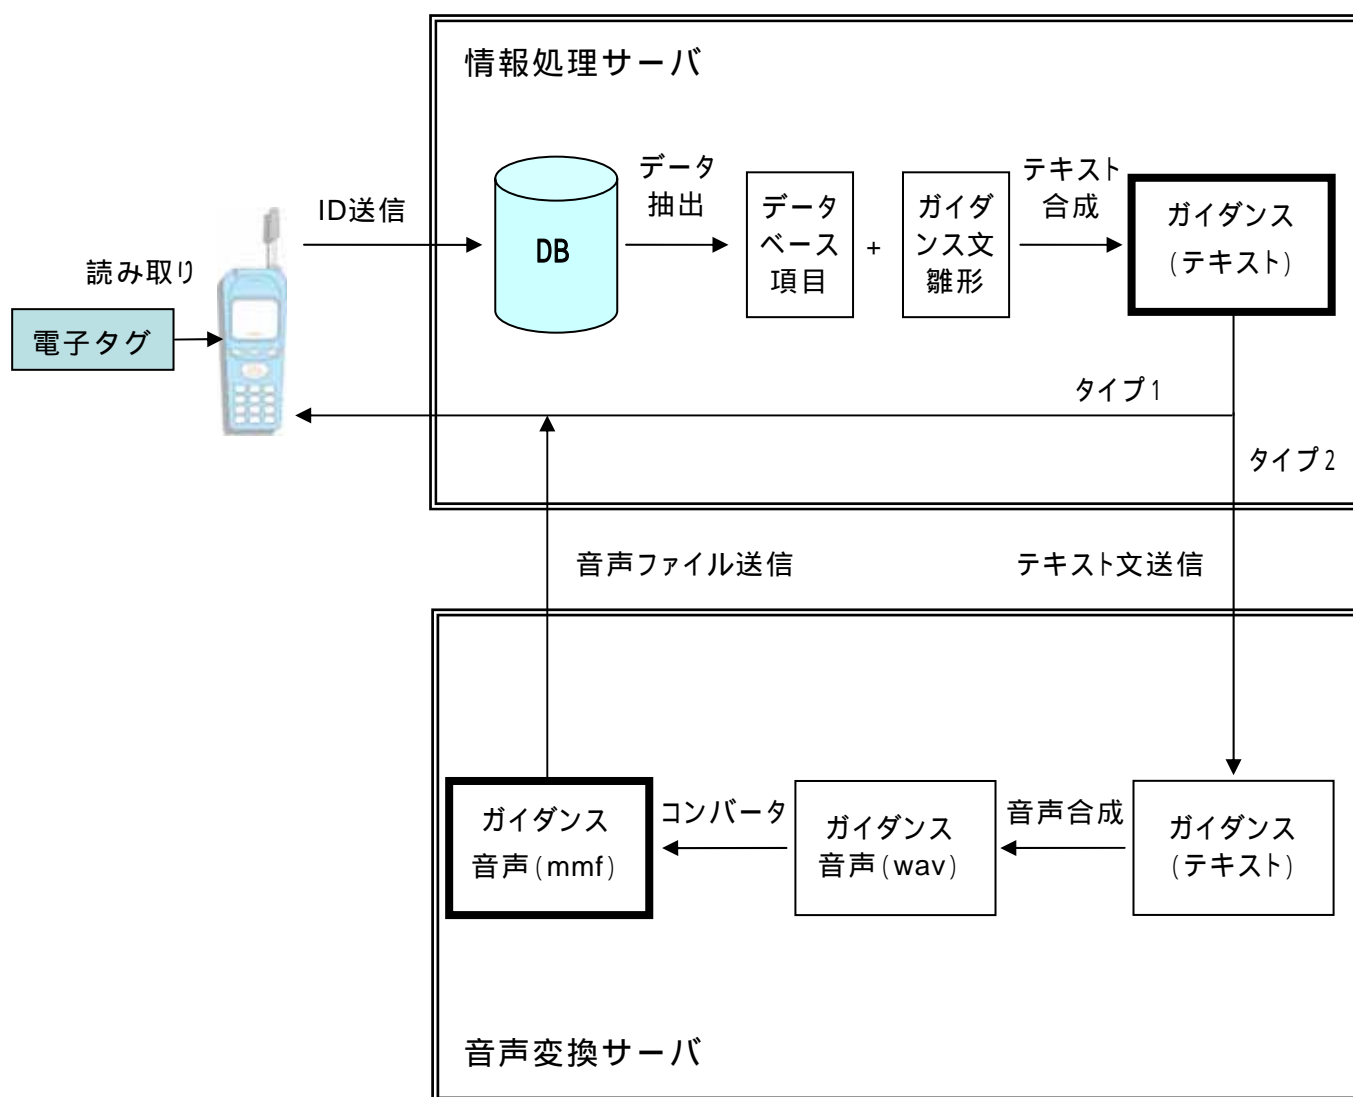 情報処理サーバ
ID送信
読み取り
電子タグ
DB
データ
抽出
データ
ベース
項目
+
ガイダ
ンス文
雛形
テキスト
合成
ガイダンス
(テキスト)
タイプ1
タイプ2
音声ファイル送信
テキスト文送信
ガイダンス
音声(mmf)
コンバータ
ガイダンス
音声(wav)
音声合成
ガイダンス
(テキスト)
音声変換サーバ